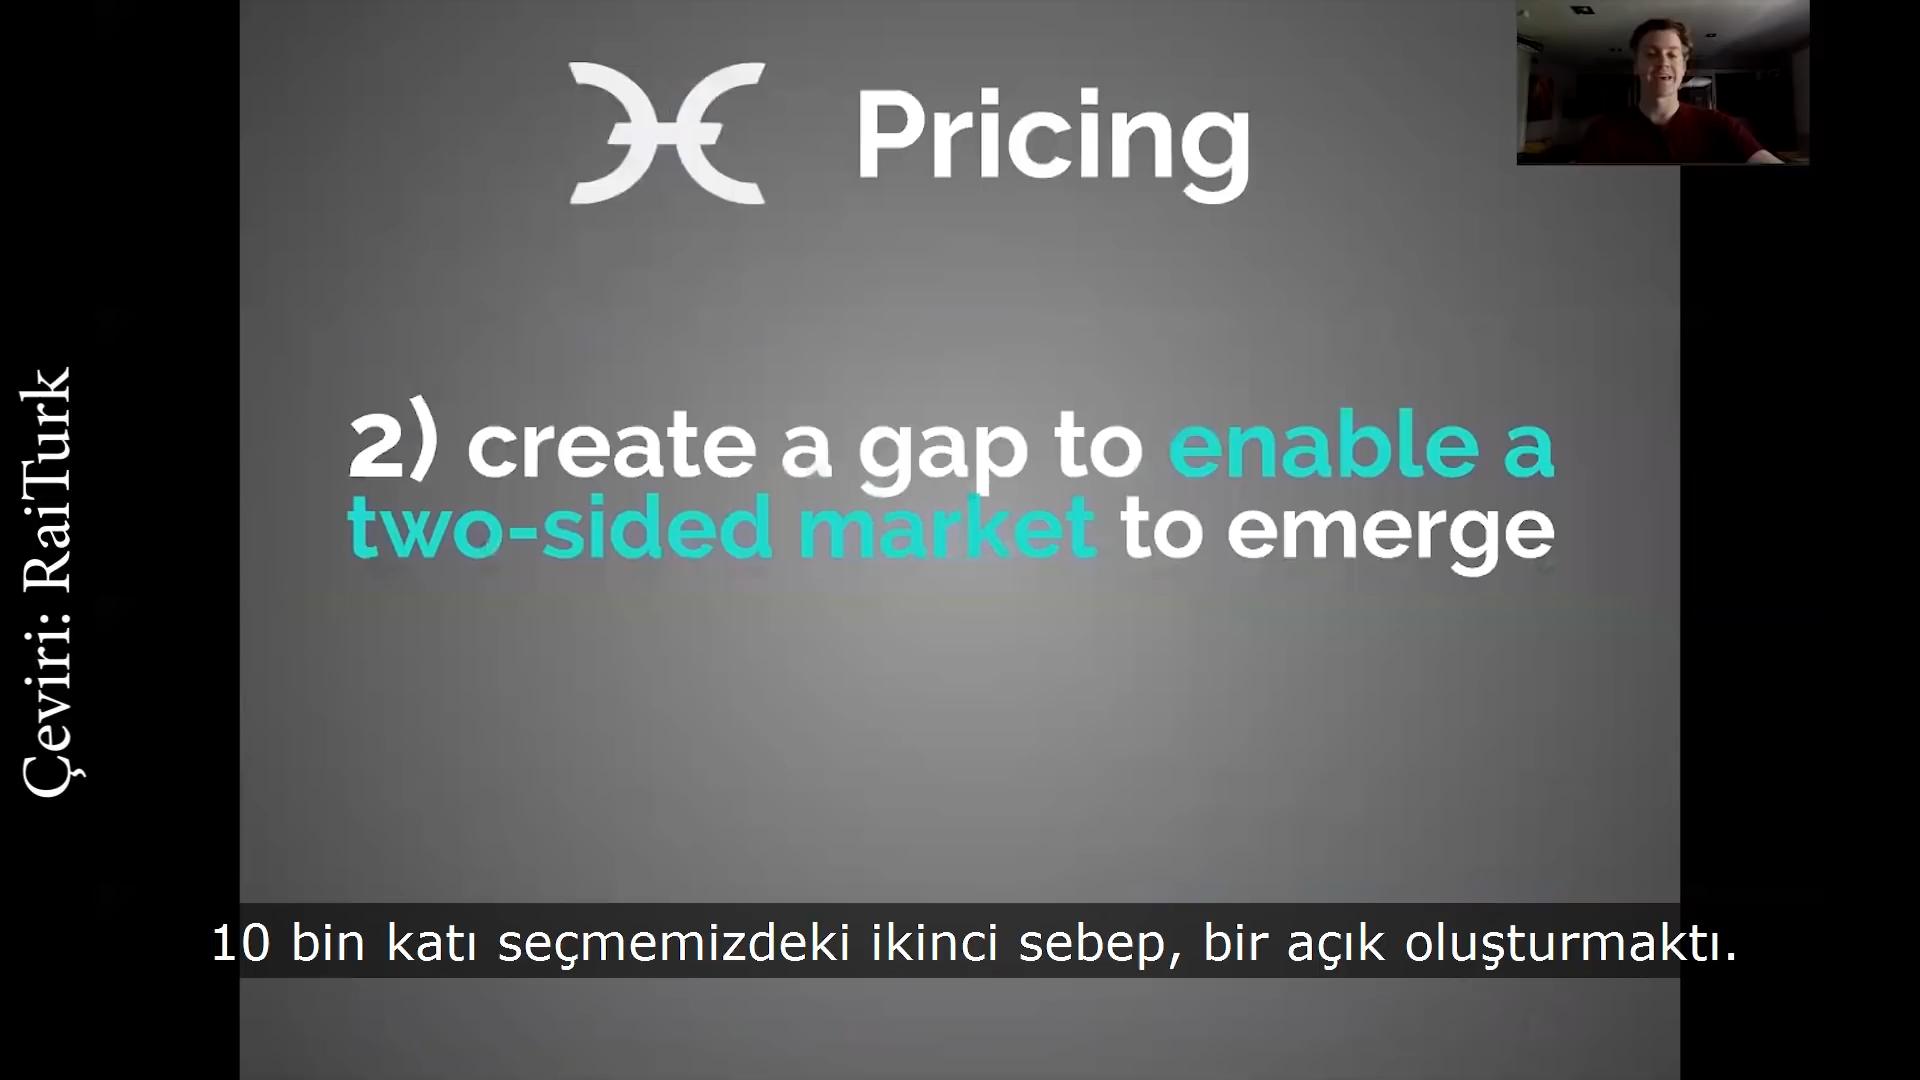 Pricing
2) create a gap to enable a
two-sided market to emerge
Çeviri: RaiTurk
10 bin katı seçmemizdeki ikinci sebep, bir açık oluşturmaktı.